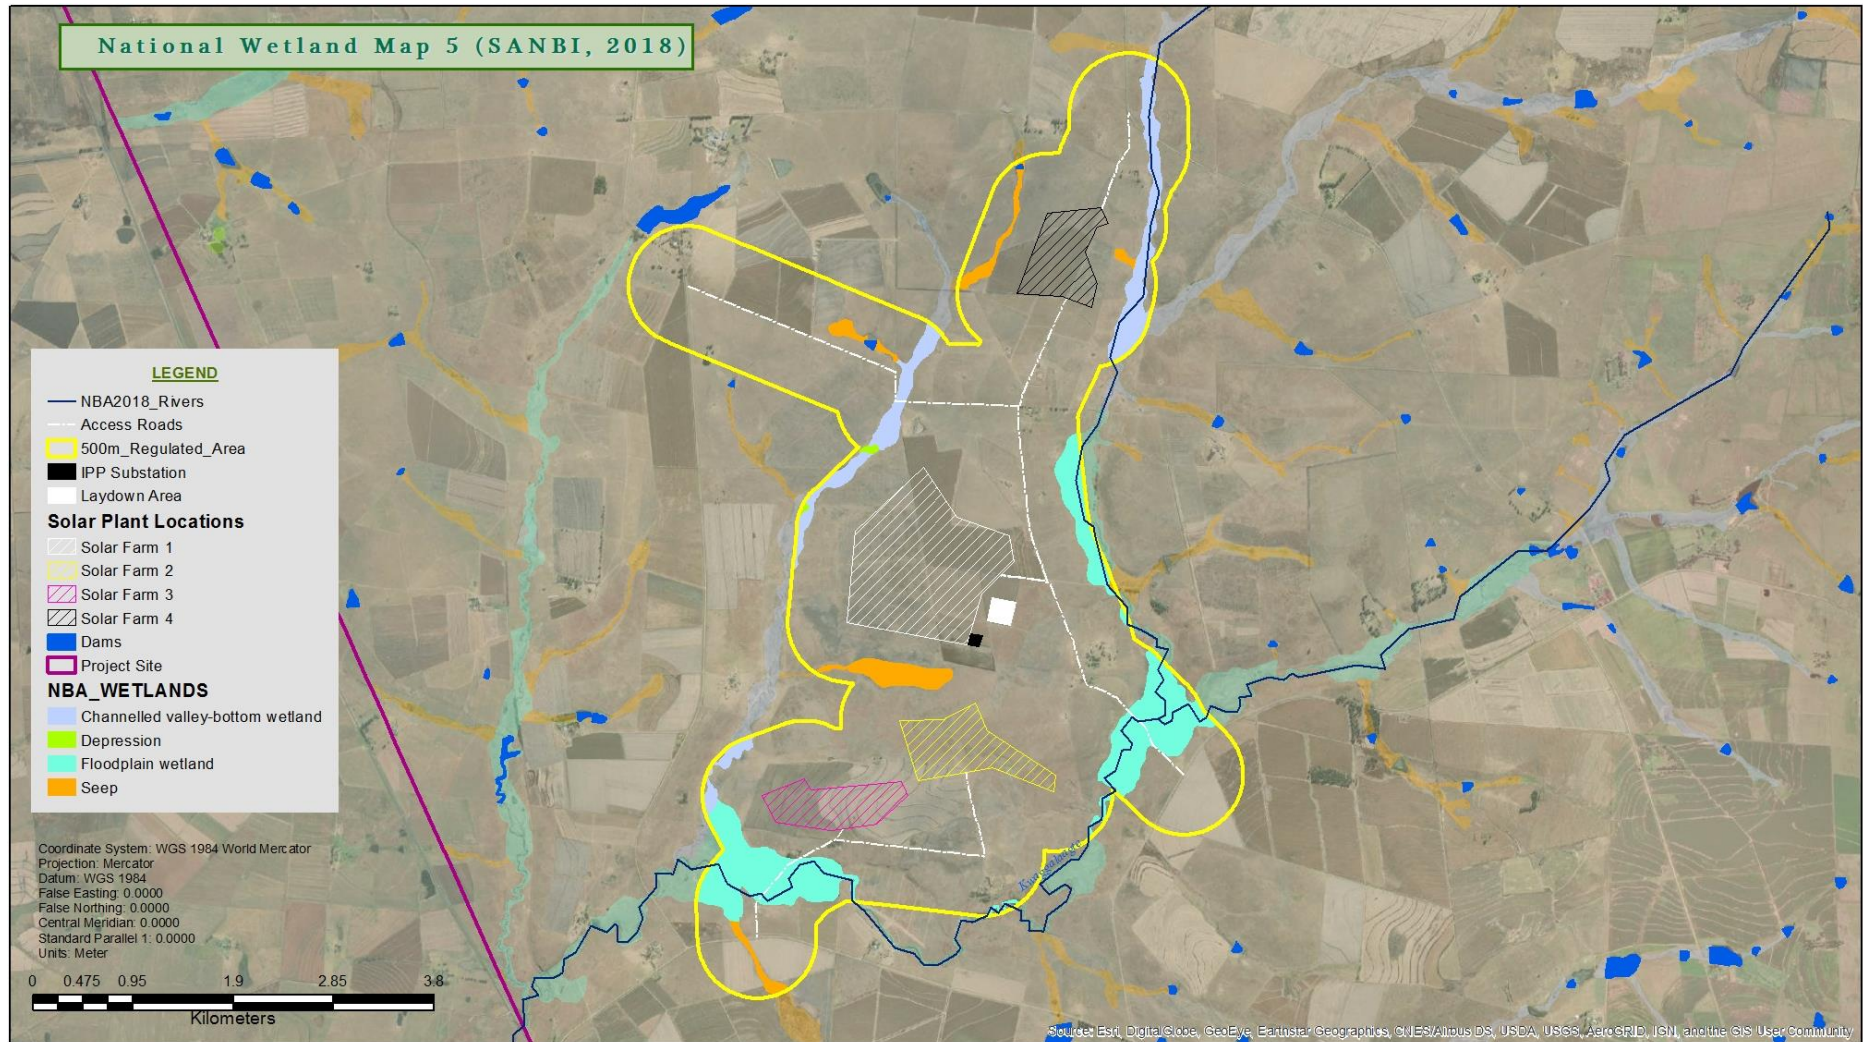 National Wetland Map 5 (SANBI, 2018)
LEGEND
NBA2018_Rivers
Access Roads
500m_Regulated_Area
IPP Substation
Laydown Area
Solar Plant Locations
Solar Farm 1
Solar Farm 2
Solar Farm 3
Solar Farm 4
Dams
Project Site
NBA_WETLANDS
Channelled valley-bottom wetland
Depression
Floodplain wetland
Seep
Coordinate System: WGS 1984 World Mercator
Projection: Mercator
Datum: WGS 1984
False Easting: 0.0000
False Northing: 0.0000
Central Meridian: 0.0000
Standard Parallel 1: 0.0000
Units: Meter
0 0.475 0.95 1.9 2.85 3.8
Kilometers
Source: Esri, DigitalGlobe, GeoEye, Earthstar Geographics, CNES/Airbus DS, USDA, USGS, AeroGRID, IGN, and the GIS User Community